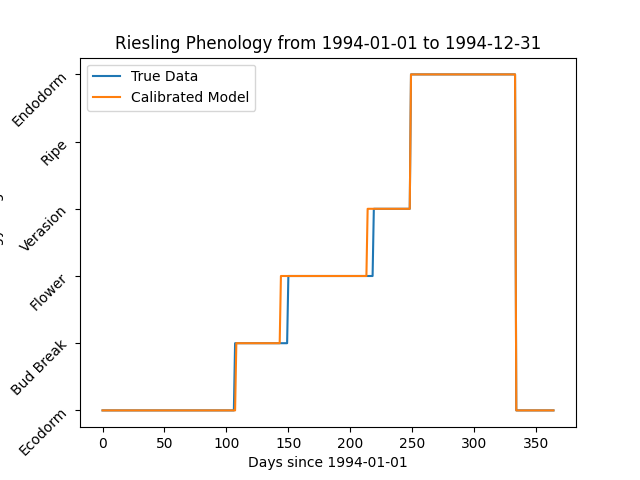 Riesling Phenology from 1994-01-01 to 1994-12-31
True Data
Calibrated Model
Endodorm
Ripe
Verasion
Flower
Bud Break
Ecodorm
0 50 100 150 200 250 300 350
Days since 1994-01-01